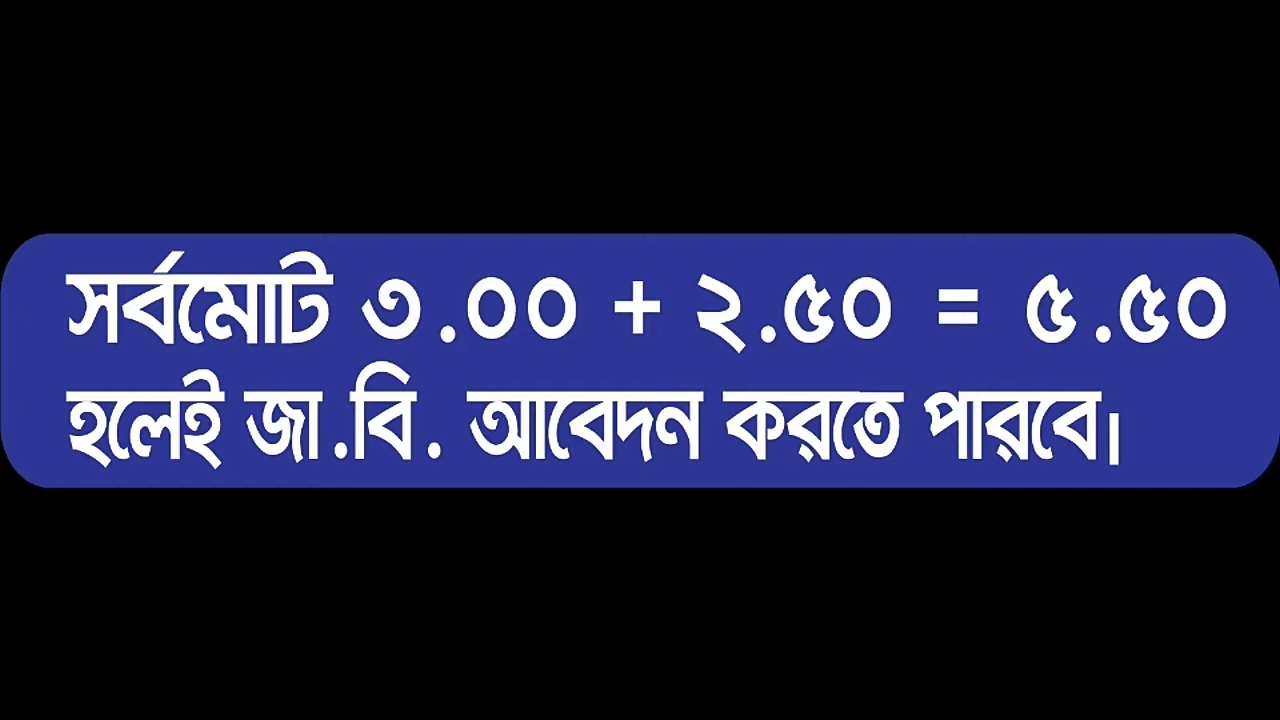 সর্বমোট ৩.০০ + ২.৫০ = ৫.৫০
হলেই জা.বি. আবেদন করতে পারবে।